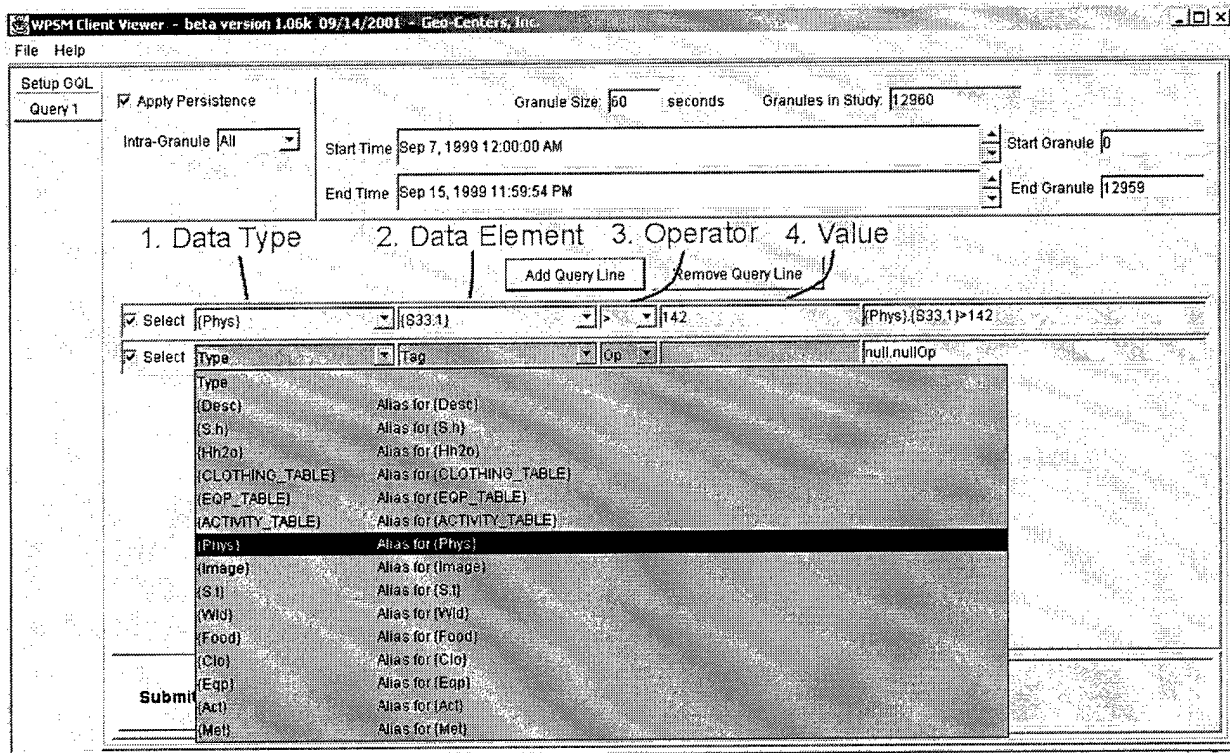 WPSM Client Viewer - beta version 1.06k 09/14/2001 - Geo-Centers, Inc.
File Help
Setup GQL
Query 1
Apply Persistence
Granule Size: 60 seconds Granules in Study: 12960
Intra-Granule All
Start Time Sep 7, 1999 12:00:00 AM Start Granule 0
End Time Sep 15, 1999 11:59:54 PM End Granule 12959
1. Data Type 2. Data Element 3. Operator 4. Value
Add Query Line Remove Query Line
Select {Phys} {S33,1} > 142 {Phys}.{S33,1}>142
Select Type Tag Op null.nullOp
Type
{Desc} Alias for {Desc}
{S.h} Alias for {S.h}
{Hh2o} Alias for {Hh2o}
{CLOTHING_TABLE} Alias for {CLOTHING_TABLE}
{EQP_TABLE} Alias for {EQP_TABLE}
{ACTIVITY_TABLE} Alias for {ACTIVITY_TABLE}
{Phys} Alias for {Phys}
{Image} Alias for {Image}
{S.t} Alias for {S.t}
{Wld} Alias for {Wld}
{Food} Alias for {Food}
{Clo} Alias for {Clo}
{Eqp} Alias for {Eqp}
Submit
{Act} Alias for {Act}
{Met} Alias for {Met}